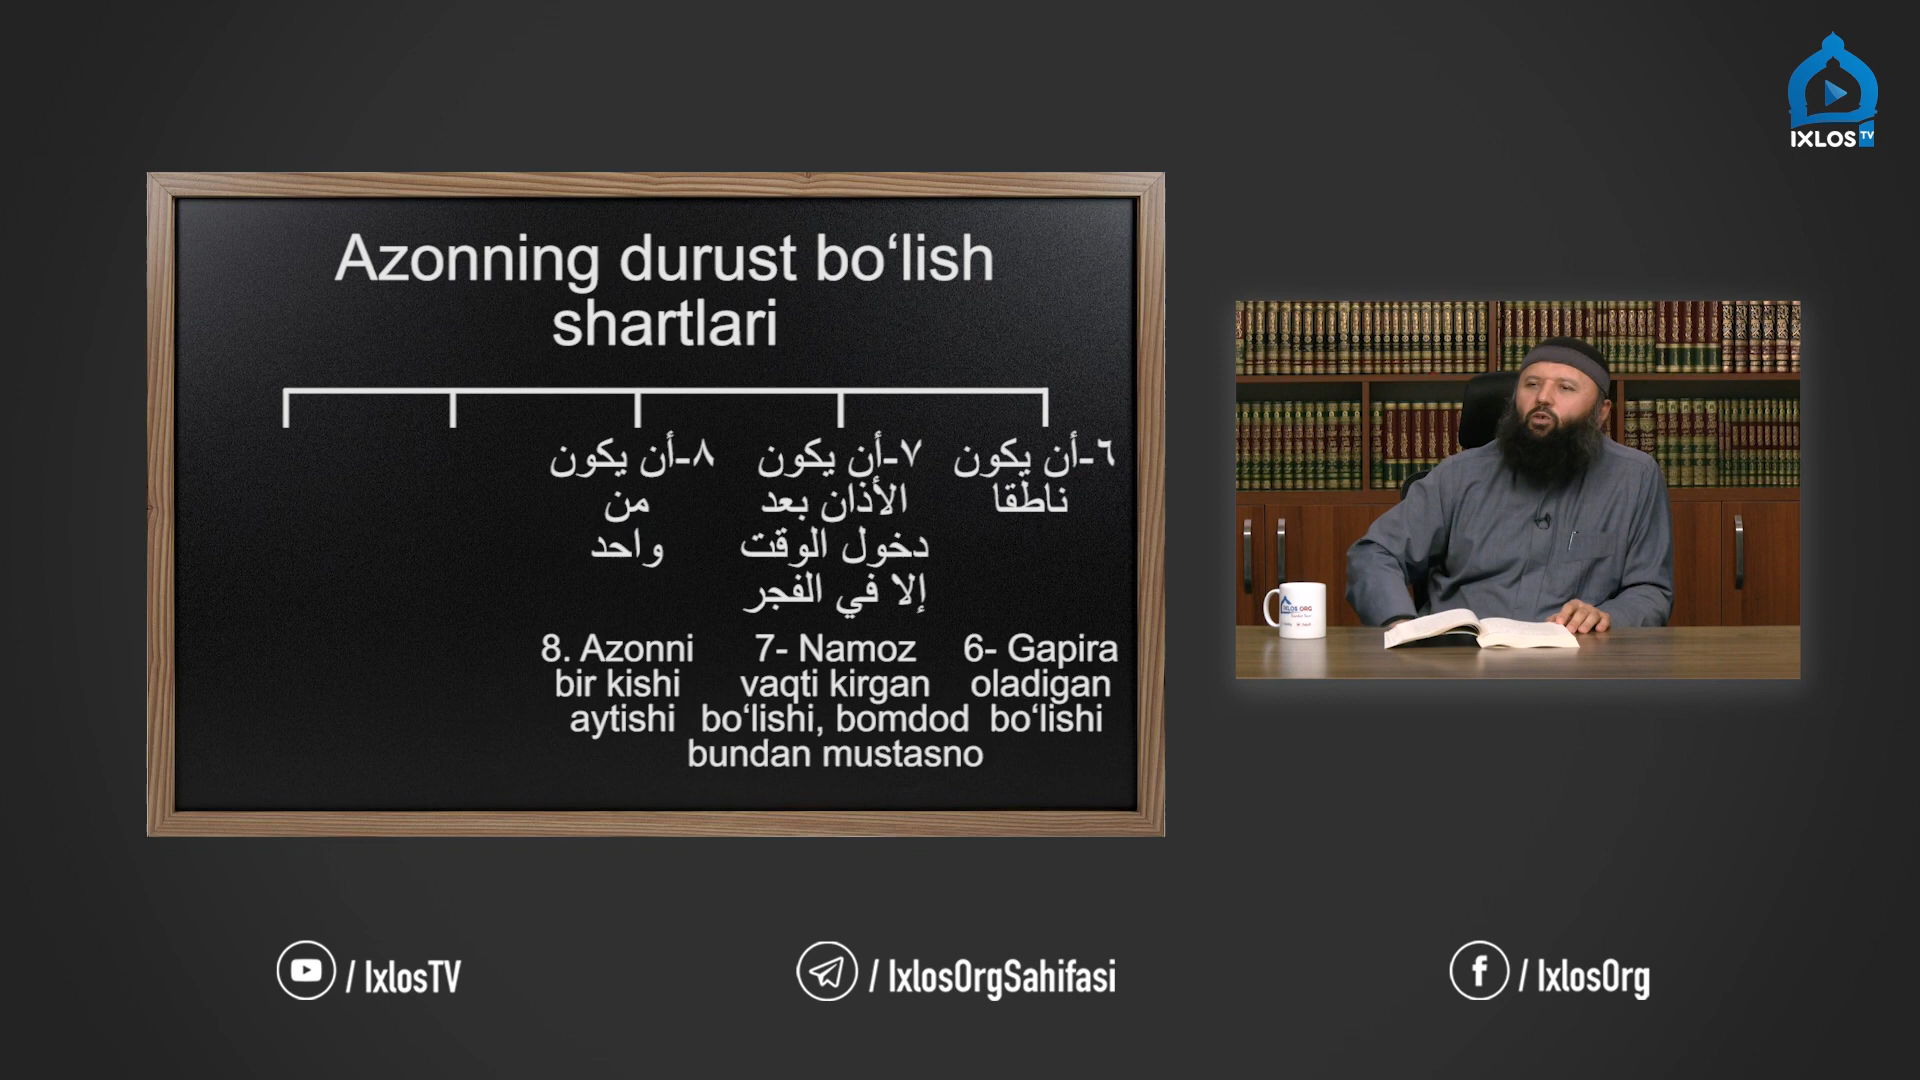 IXLOS TV
Azonning durust bo‘lish
shartlari
٦-أن يكون
ناطقا
٧-أن يكون
الأذان بعد
دخول الوقت
إلا في الفجر
٨-أن يكون
من
واحد
6- Gapira
oladigan
bo‘lishi
7- Namoz
vaqti kirgan
bo‘lishi, bomdod
bundan mustasno
8. Azonni
bir kishi
aytishi
IXLOS ORG
/ IxlosTV
/ IxlosOrgSahifasi
/ IxlosOrg